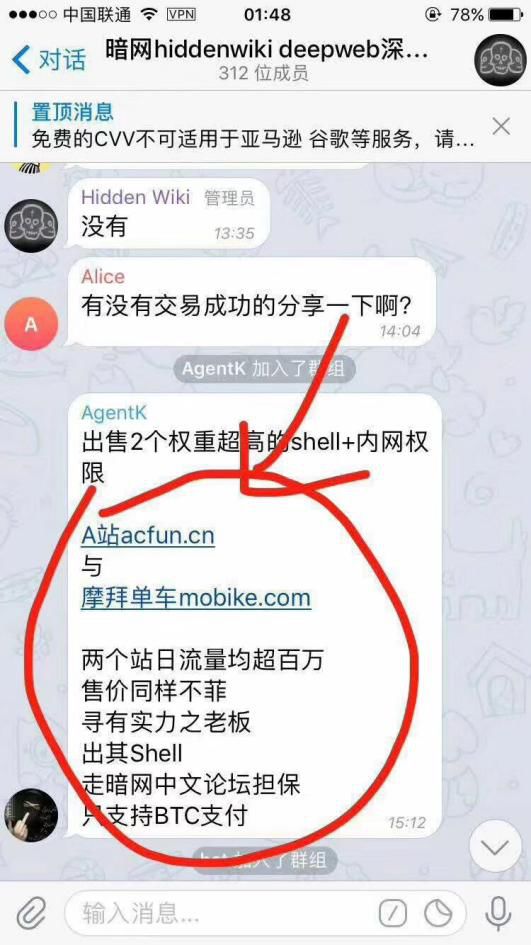 中国联通 VPN 01:48 78%
对话
暗网hiddenwiki deepweb深...
312 位成员
置顶消息
免费的CVV不可适用于亚马逊 谷歌等服务，请...
Hidden Wiki 管理员
没有
13:35
Alice
A
有没有交易成功的分享一下啊？
14:04
AgentK 加入了群组
AgentK
出售2个权重超高的shell+内网权
限
A站acfun.cn
与
摩拜单车mobike.com
两个站日流量均超百万
售价同样不菲
寻有实力之老板
出其Shell
走暗网中文论坛担保
只支持BTC支付
15:12
加入了群组
输入消息...